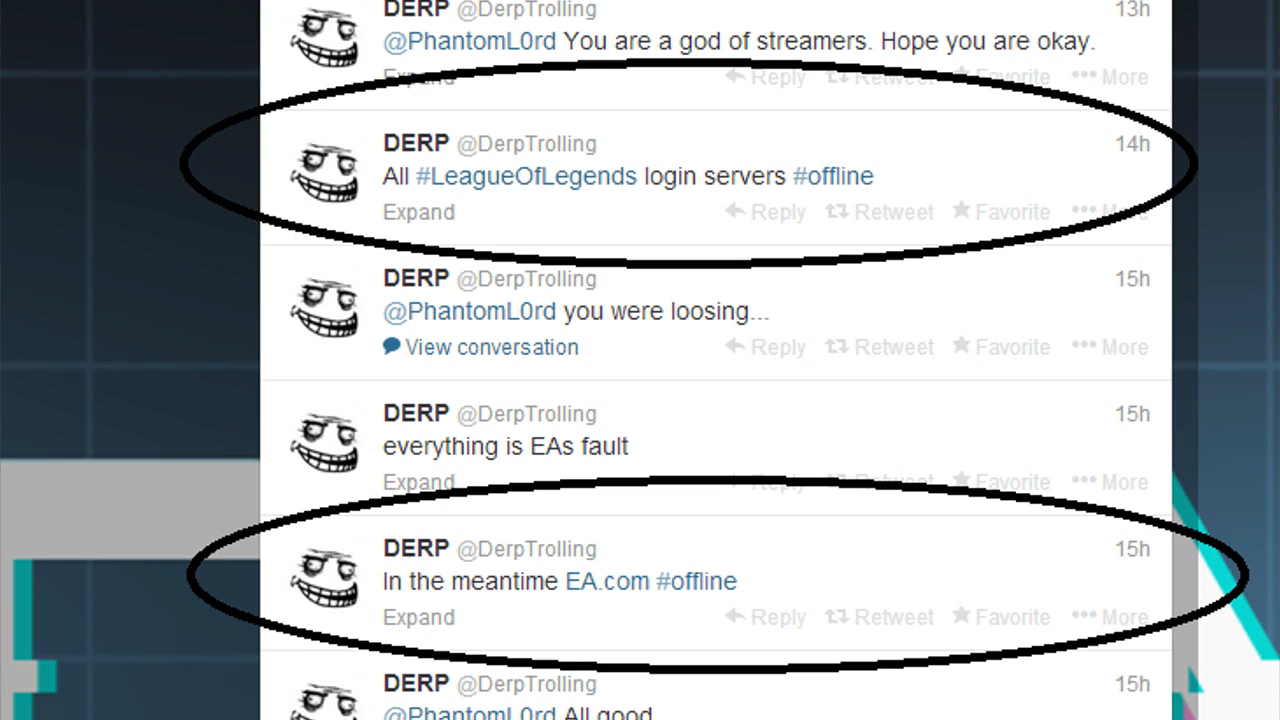 DERP @DerpTrolling 13h
@PhantomL0rd You are a god of streamers. Hope you are okay.
Expand Reply Retweet Favorite More
DERP @DerpTrolling 14h
All #LeagueOfLegends login servers #offline
Expand Reply Retweet Favorite More
DERP @DerpTrolling 15h
@PhantomL0rd you were loosing...
View conversation Reply Retweet Favorite More
DERP @DerpTrolling 15h
everything is EAs fault
Expand Reply Retweet Favorite More
DERP @DerpTrolling 15h
In the meantime EA.com #offline
Expand Reply Retweet Favorite More
DERP @DerpTrolling 15h
@PhantomL0rd All good